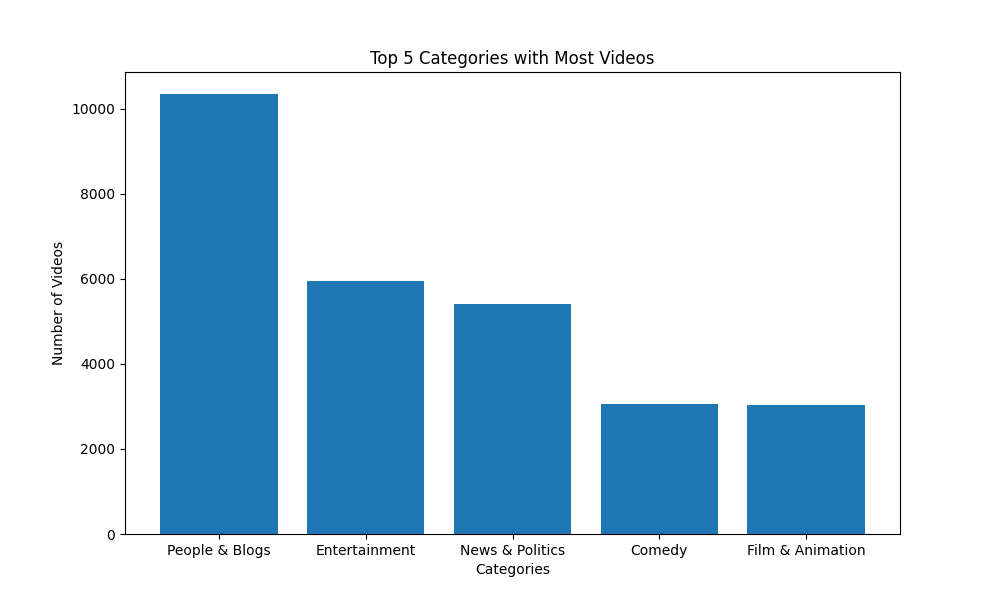 Top 5 Categories with Most Videos
Number of Videos
10000
8000
6000
4000
2000
0
People & Blogs
Entertainment
News & Politics
Comedy
Film & Animation
Categories